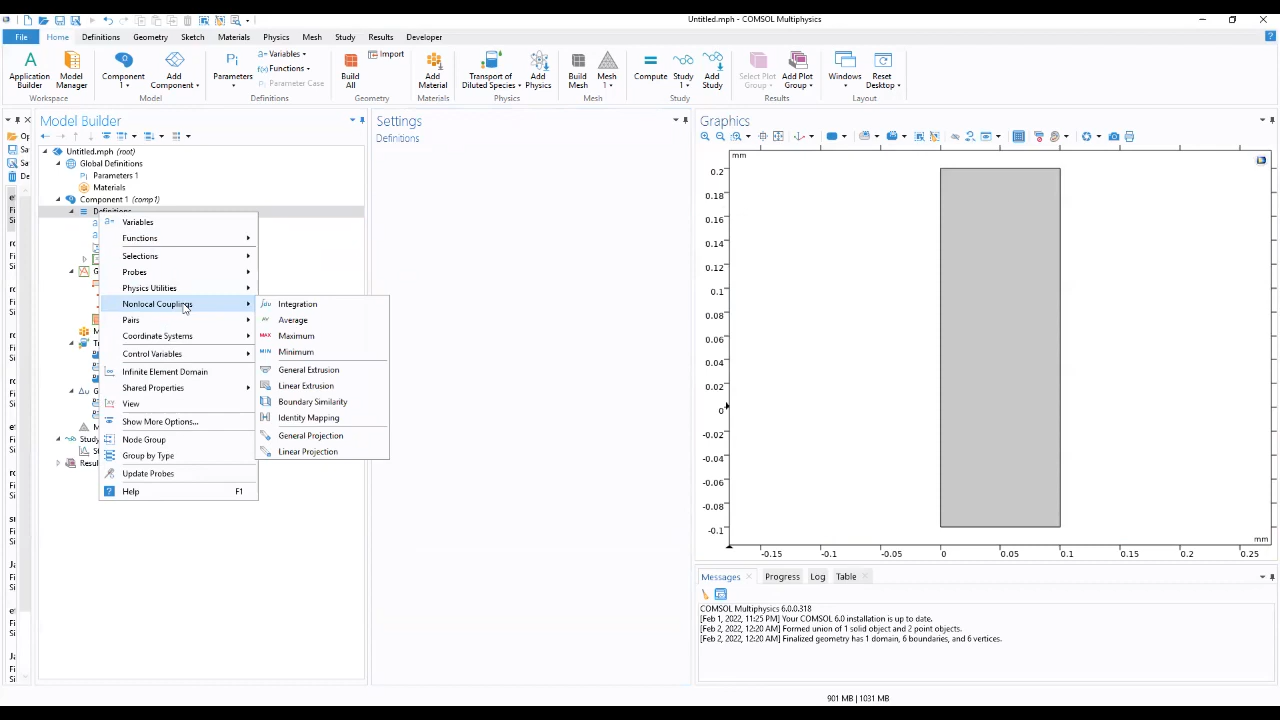 Untitled.mph - COMSOL Multiphysics
File Home Definitions Geometry Sketch Materials Physics Mesh Study Results Developer
Application Builder
Model Manager
Workspace
Component 1
Add Component
Model
Parameters
a= Variables
f(x) Functions
Pi Parameter Case
Definitions
Build All
Import
Geometry
Add Material
Materials
Transport of Diluted Species
Add Physics
Physics
Build Mesh
Mesh 1
Mesh
Compute
Study 1
Add Study
Study
Select Plot Group
Add Plot Group
Results
Windows
Reset Desktop
Layout
Model Builder
Untitled.mph (root)
Global Definitions
Parameters 1
Materials
Component 1 (comp1)
Definitions
Variables
Functions
Selections
Probes
Physics Utilities
Nonlocal Couplings
Pairs
Coordinate Systems
Control Variables
Infinite Element Domain
Shared Properties
View
Show More Options...
Node Group
Group by Type
Update Probes
Help F1
Integration
Average
Maximum
Minimum
General Extrusion
Linear Extrusion
Boundary Similarity
Identity Mapping
General Projection
Linear Projection
Settings
Definitions
Graphics
mm
0.2
0.18
0.16
0.14
0.12
0.1
0.08
0.06
0.04
0.02
0
-0.02
-0.04
-0.06
-0.08
-0.1
mm
-0.15 -0.1 -0.05 0 0.05 0.1 0.15 0.2 0.25
Messages Progress Log Table
COMSOL Multiphysics 6.0.0.318
[Feb 1, 2022, 11:25 PM] Your COMSOL 6.0 installation is up to date.
[Feb 2, 2022, 12:20 AM] Formed union of 1 solid object and 2 point objects.
[Feb 2, 2022, 12:20 AM] Finalized geometry has 1 domain, 6 boundaries, and 6 vertices.
901 MB | 1031 MB